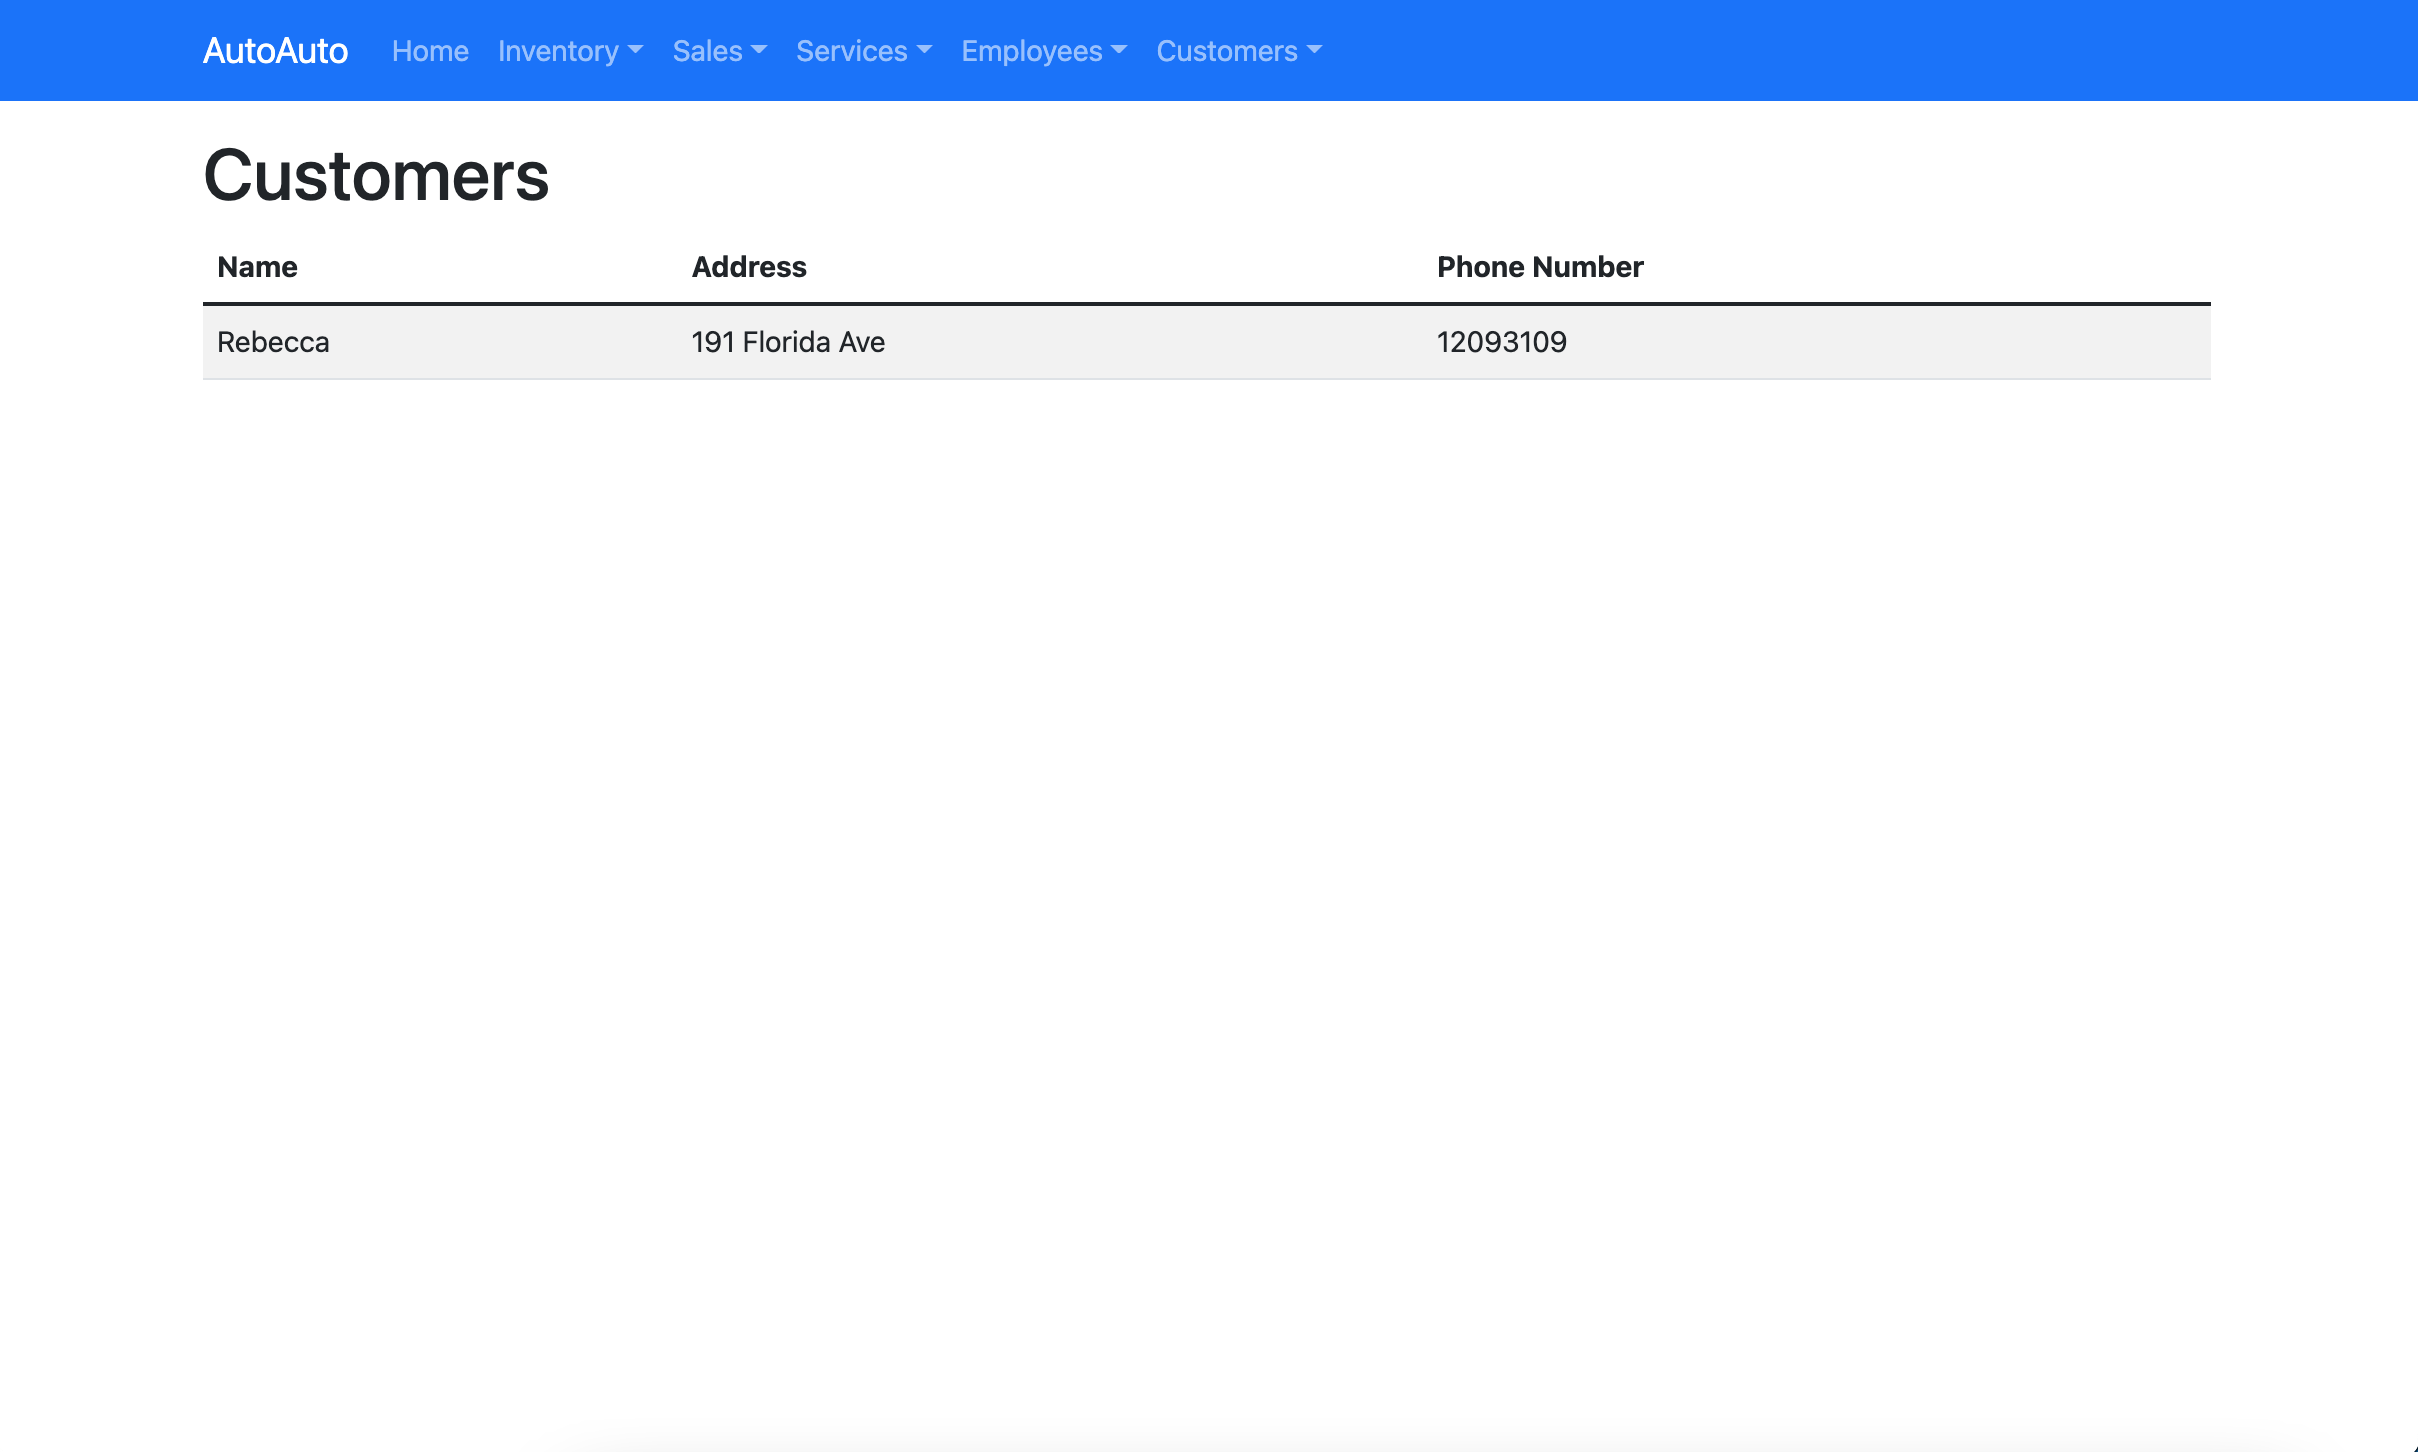 AutoAuto Home Inventory Sales Services Employees Customers
Customers
Name Address Phone Number
Rebecca 191 Florida Ave 12093109